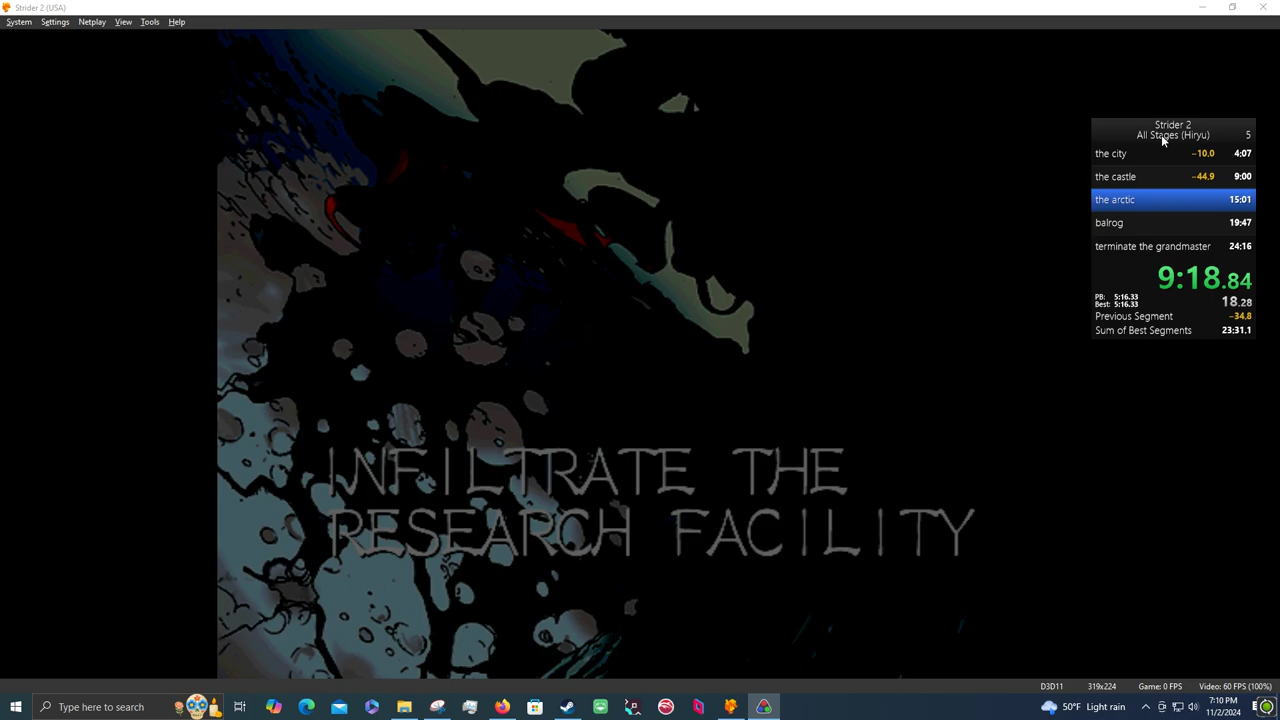 Strider 2 (USA)
System Settings Netplay View Tools Help
INFILTRATE THE
RESEARCH FACILITY
Strider 2
All Stages (Hiryu) 5
the city −10.0 4:07
the castle −44.9 9:00
the arctic 15:01
balrog 19:47
terminate the grandmaster 24:16
9:18.84
PB: 5:16.33
Best: 5:16.33
18.28
Previous Segment −34.8
Sum of Best Segments 23:31.1
D3D11 319x224 Game: 0 FPS Video: 60 FPS (100%)
Type here to search
50°F Light rain
7:10 PM
11/2/2024